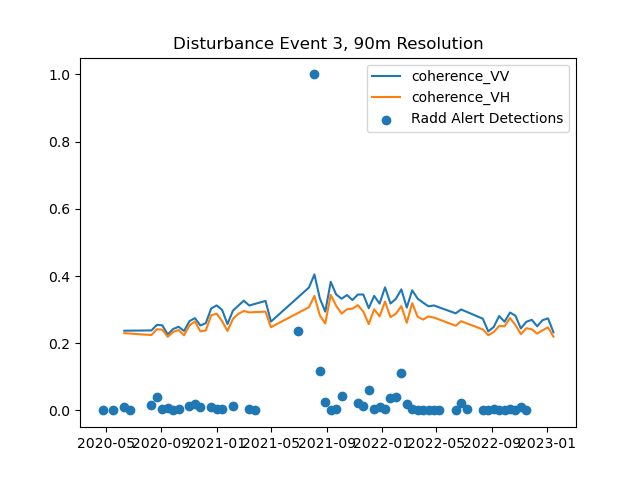 Disturbance Event 3, 90m Resolution
coherence_VV
coherence_VH
Radd Alert Detections
1.0
0.8
0.6
0.4
0.2
0.0
2020-05 2020-09 2021-01 2021-05 2021-09 2022-01 2022-05 2022-09 2023-01